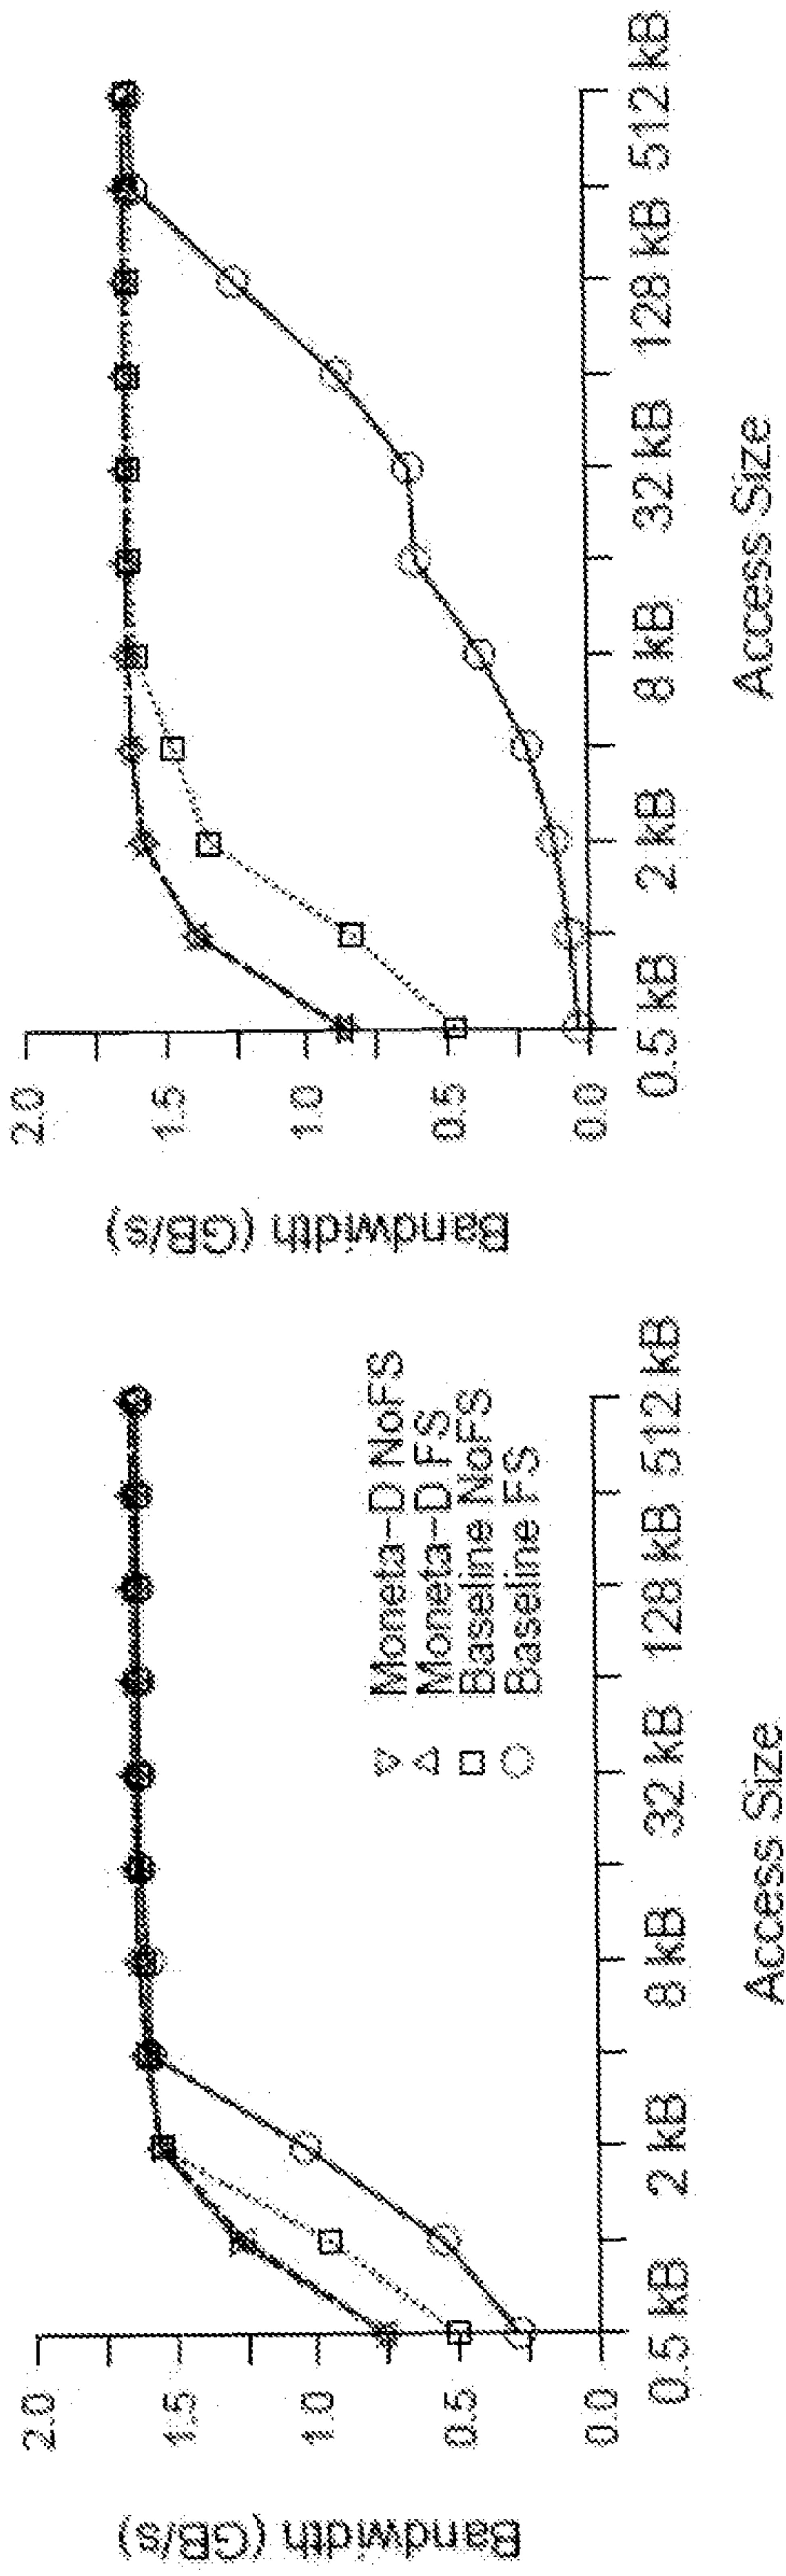 Bandwidth (GB/s)
2.0
1.5
1.0
0.5
0.0
0.5 kB 2 kB 8 kB 32 kB 128 kB 512 kB
Access Size
Moneta-D NoFS
Moneta-D FS
Baseline NoFS
Baseline FS
Bandwidth (GB/s)
2.0
1.5
1.0
0.5
0.0
0.5 kB 2 kB 8 kB 32 kB 128 kB 512 kB
Access Size